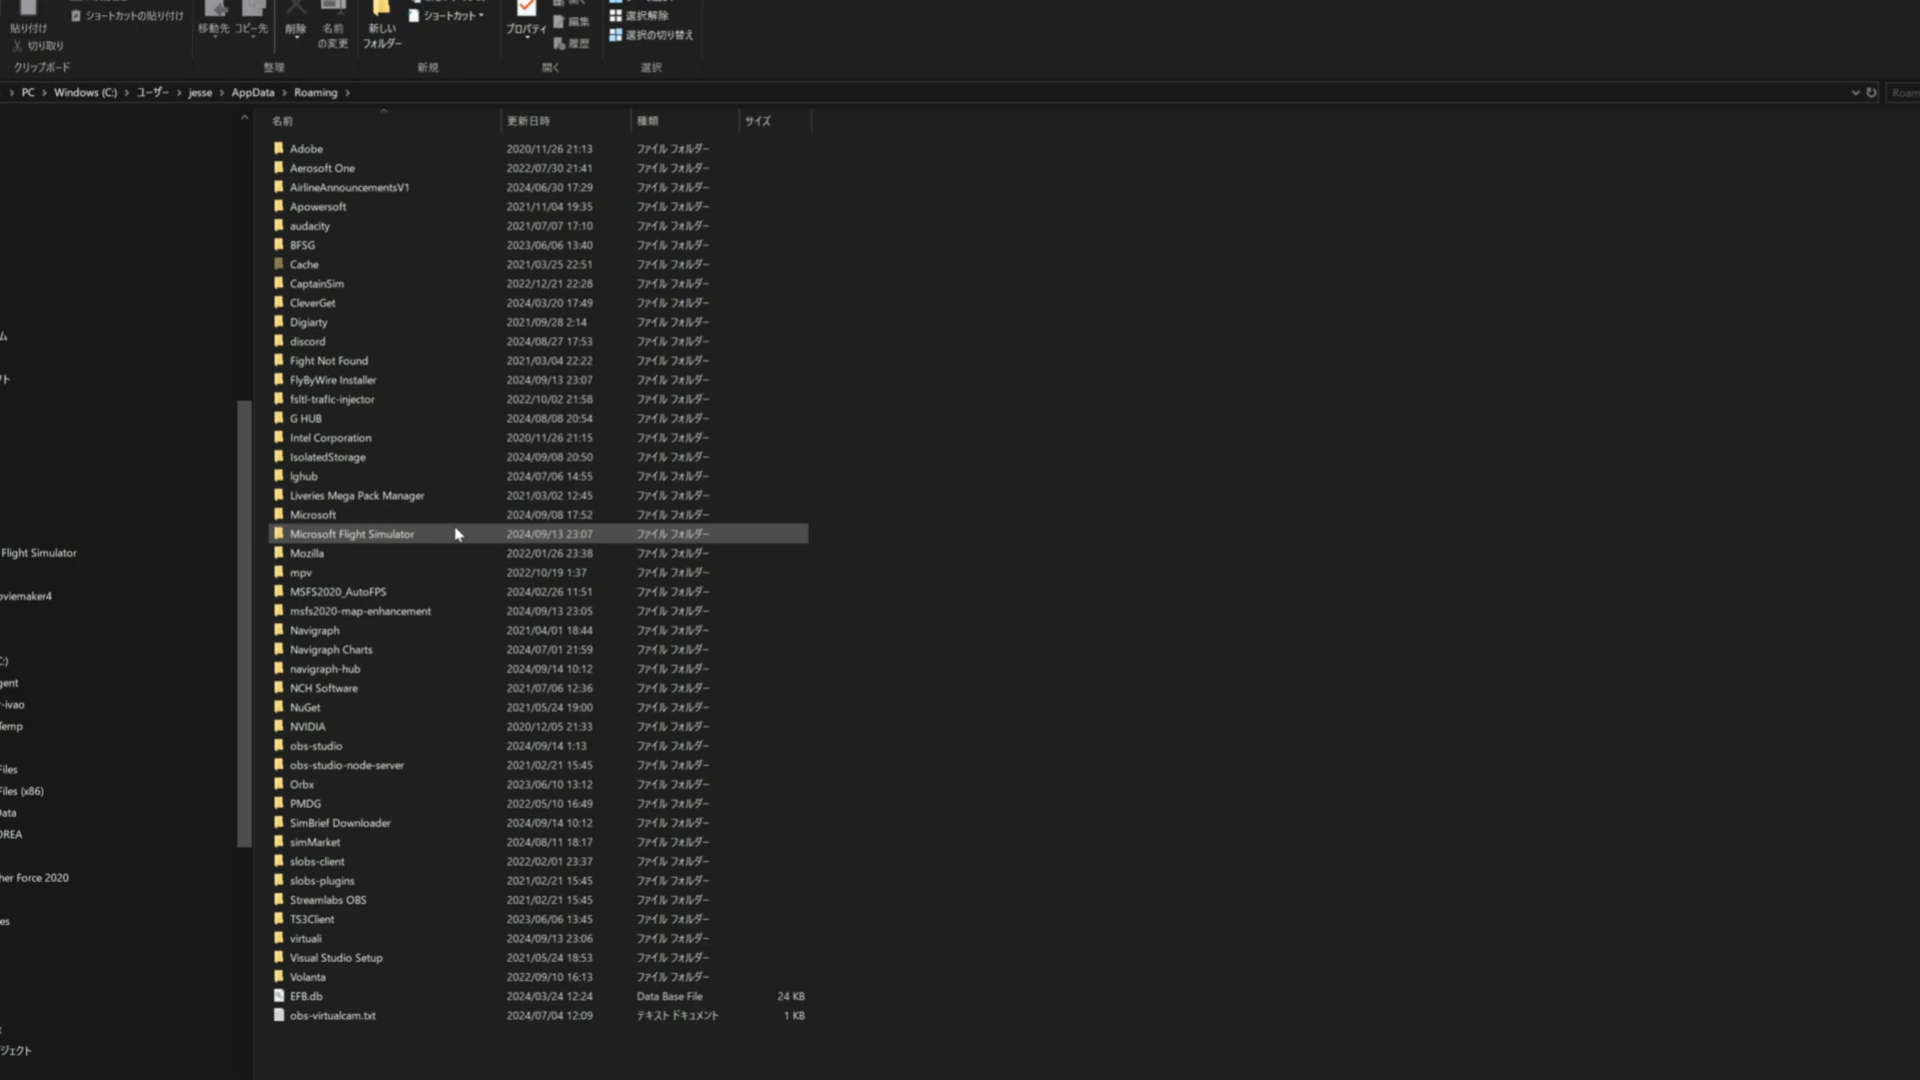 ショートカットの貼り付け
貼り付け
切り取り
クリップボード
移動先
コピー先
削除
名前
の変更
整理
新しい
フォルダー
ショートカット
新規
プロパティ
編集
履歴
開く
選択解除
選択の切り替え
選択
PC > Windows (C:) > ユーザー > jesse > AppData > Roaming >
Roam
名前 更新日時 種類 サイズ
Adobe 2020/11/26 21:13 ファイル フォルダー
Aerosoft One 2022/07/30 21:41 ファイル フォルダー
AirlineAnnouncementsV1 2024/06/30 17:29 ファイル フォルダー
Apowersoft 2021/11/04 19:35 ファイル フォルダー
audacity 2021/07/07 17:10 ファイル フォルダー
BFSG 2023/06/06 13:40 ファイル フォルダー
Cache 2021/03/25 22:51 ファイル フォルダー
CaptainSim 2022/12/21 22:28 ファイル フォルダー
CleverGet 2024/03/20 17:49 ファイル フォルダー
Digiarty 2021/09/28 2:14 ファイル フォルダー
discord 2024/08/27 17:53 ファイル フォルダー
Fight Not Found 2021/03/04 22:22 ファイル フォルダー
FlyByWire Installer 2024/09/13 23:07 ファイル フォルダー
fsltl-trafic-injector 2022/10/02 21:58 ファイル フォルダー
G HUB 2024/08/08 20:54 ファイル フォルダー
Intel Corporation 2020/11/26 21:15 ファイル フォルダー
IsolatedStorage 2024/09/08 20:50 ファイル フォルダー
lghub 2024/07/06 14:55 ファイル フォルダー
Liveries Mega Pack Manager 2021/03/02 12:45 ファイル フォルダー
Microsoft 2024/09/08 17:52 ファイル フォルダー
Microsoft Flight Simulator 2024/09/13 23:07 ファイル フォルダー
Mozilla 2022/01/26 23:38 ファイル フォルダー
mpv 2022/10/19 1:37 ファイル フォルダー
MSFS2020_AutoFPS 2024/02/26 11:51 ファイル フォルダー
msfs2020-map-enhancement 2024/09/13 23:05 ファイル フォルダー
Navigraph 2021/04/01 18:44 ファイル フォルダー
Navigraph Charts 2024/07/01 21:59 ファイル フォルダー
navigraph-hub 2024/09/14 10:12 ファイル フォルダー
NCH Software 2021/07/06 12:36 ファイル フォルダー
NuGet 2021/05/24 19:00 ファイル フォルダー
NVIDIA 2020/12/05 21:33 ファイル フォルダー
obs-studio 2024/09/14 1:13 ファイル フォルダー
obs-studio-node-server 2021/02/21 15:45 ファイル フォルダー
Orbx 2023/06/10 13:12 ファイル フォルダー
PMDG 2022/05/10 16:49 ファイル フォルダー
SimBrief Downloader 2024/09/14 10:12 ファイル フォルダー
simMarket 2024/08/11 18:17 ファイル フォルダー
slobs-client 2022/02/01 23:37 ファイル フォルダー
slobs-plugins 2021/02/21 15:45 ファイル フォルダー
Streamlabs OBS 2021/02/21 15:45 ファイル フォルダー
TS3Client 2023/06/06 13:45 ファイル フォルダー
virtuali 2024/09/13 23:06 ファイル フォルダー
Visual Studio Setup 2021/05/24 18:53 ファイル フォルダー
Volanta 2022/09/10 16:13 ファイル フォルダー
EFB.db 2024/03/24 12:24 Data Base File 24 KB
obs-virtualcam.txt 2024/07/04 12:09 テキスト ドキュメント 1 KB
ム
Flight Simulator
oviemaker4
C:)
gent
r-ivao
Temp
Files
Files (x86)
Data
OREA
her Force 2020
es
t
ジェクト